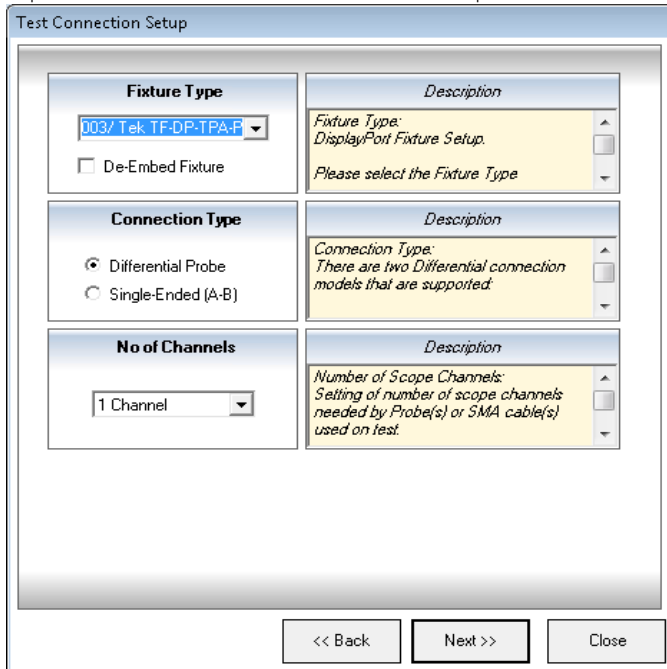 Test Connection Setup
Fixture Type
003/ Tek TF-DP-TPA-P
De-Embed Fixture
Description
Fixture Type:
DisplayPort Fixture Setup.
Please select the Fixture Type
Connection Type
Differential Probe
Single-Ended (A-B)
Description
Connection Type:
There are two Differential connection
models that are supported:
No of Channels
1 Channel
Description
Number of Scope Channels:
Setting of number of scope channels
needed by Probe(s) or SMA cable(s)
used on test.
<< Back
Next >>
Close